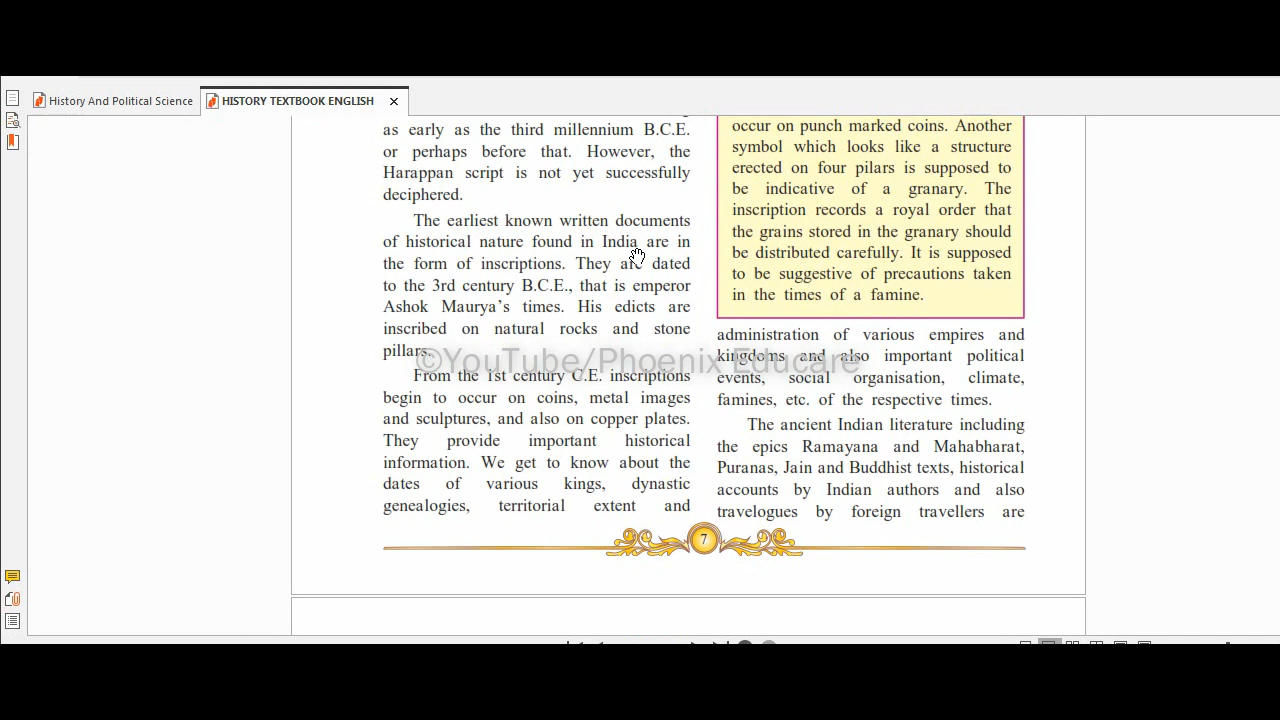 History And Political Science
HISTORY TEXTBOOK ENGLISH
as early as the third millennium B.C.E.
or perhaps before that. However, the
Harappan script is not yet successfully
deciphered.
The earliest known written documents
of historical nature found in India are in
the form of inscriptions. They are dated
to the 3rd century B.C.E., that is emperor
Ashok Maurya's times. His edicts are
inscribed on natural rocks and stone
pillars.
From the 1st century C.E. inscriptions
begin to occur on coins, metal images
and sculptures, and also on copper plates.
They provide important historical
information. We get to know about the
dates of various kings, dynastic
genealogies, territorial extent and
occur on punch marked coins. Another
symbol which looks like a structure
erected on four pillars is supposed to
be indicative of a granary. The
inscription records a royal order that
the grains stored in the granary should
be distributed carefully. It is supposed
to be suggestive of precautions taken
in the times of a famine.
administration of various empires and
kingdoms and also important political
events, social organisation, climate,
famines, etc. of the respective times.
The ancient Indian literature including
the epics Ramayana and Mahabharat,
Puranas, Jain and Buddhist texts, historical
accounts by Indian authors and also
travelogues by foreign travellers are
7
©YouTube/Phoenix Educare